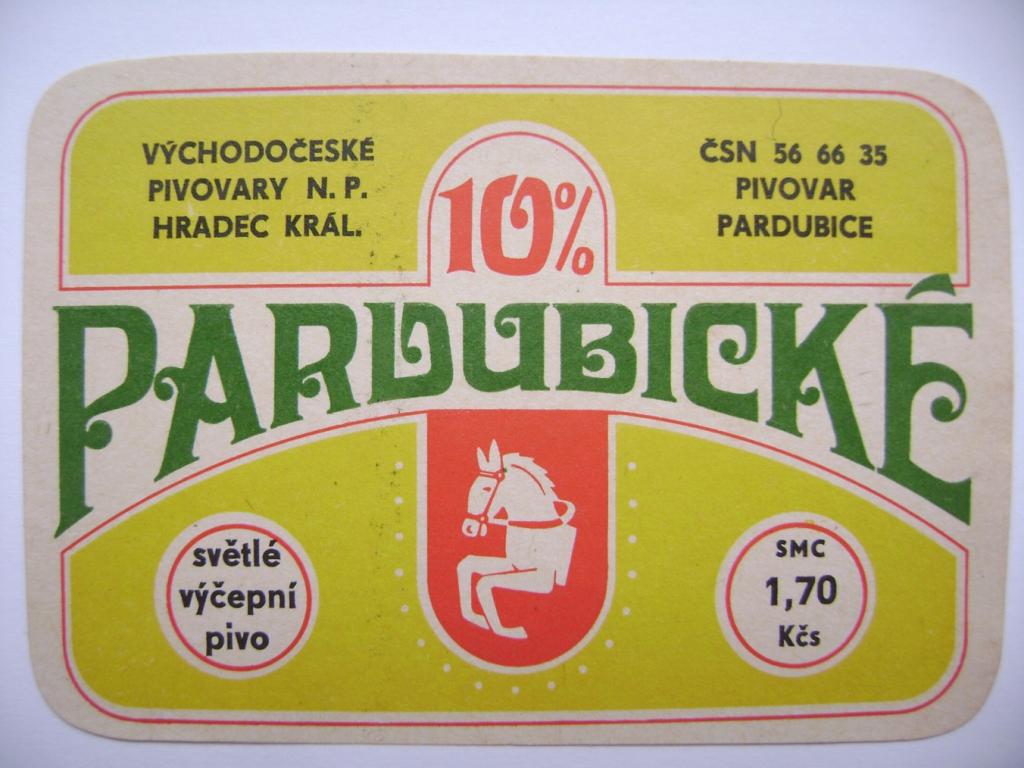 VÝCHODOČESKÉ
PIVOVARY N. P.
HRADEC KRÁL.
10%
ČSN 56 66 35
PIVOVAR
PARDUBICE
PARDUBICKÉ
světlé
výčepní
pivo
SMC
1,70
Kčs